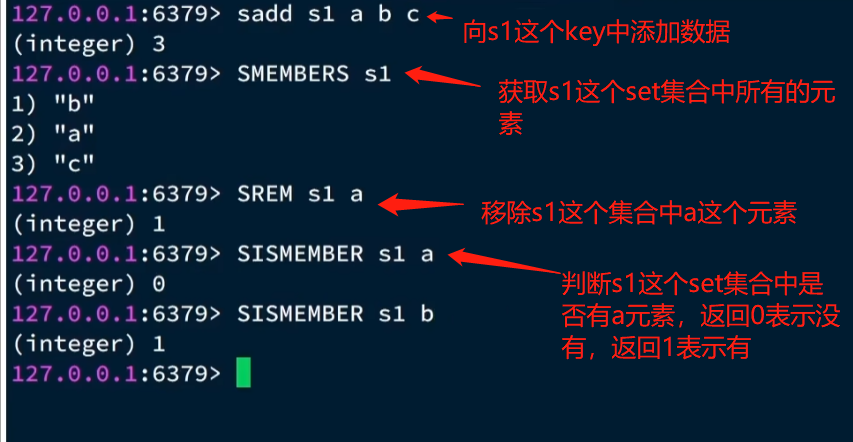 127.0.0.1:6379> sadd s1 a b c
向s1这个key中添加数据
(integer) 3
127.0.0.1:6379> SMEMBERS s1
获取s1这个set集合中所有的元
素
1) "b"
2) "a"
3) "c"
127.0.0.1:6379> SREM s1 a
移除s1这个集合中a这个元素
(integer) 1
127.0.0.1:6379> SISMEMBER s1 a
判断s1这个set集合中是
否有a元素，返回0表示没
有，返回1表示有
(integer) 0
127.0.0.1:6379> SISMEMBER s1 b
(integer) 1
127.0.0.1:6379>